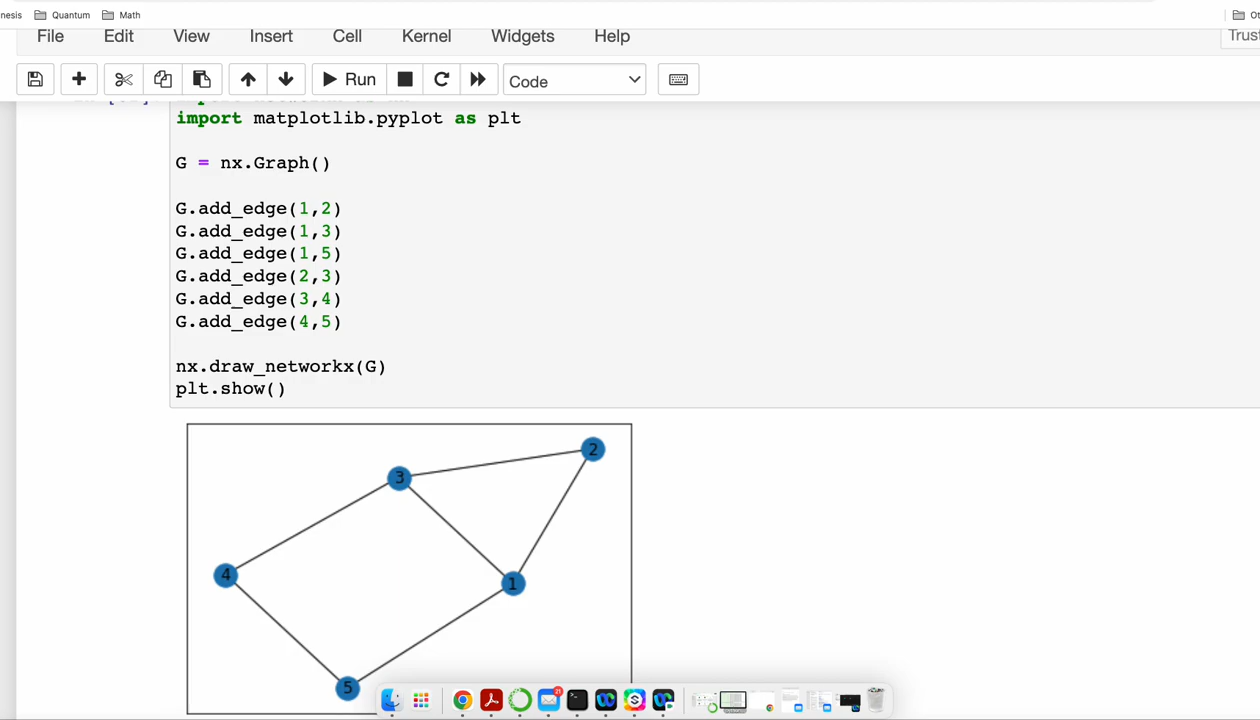 nesis Quantum Math
File Edit View Insert Cell Kernel Widgets Help
Trust
Run
Code
import matplotlib.pyplot as plt
G = nx.Graph()
G.add_edge(1,2)
G.add_edge(1,3)
G.add_edge(1,5)
G.add_edge(2,3)
G.add_edge(3,4)
G.add_edge(4,5)
nx.draw_networkx(G)
plt.show()
2
3
4
1
5